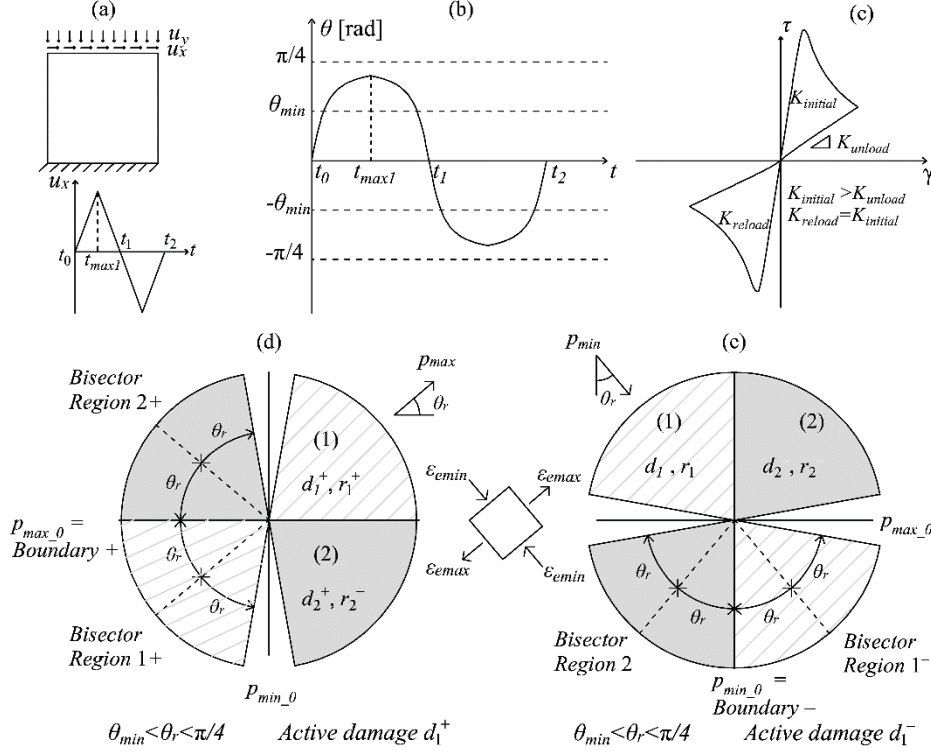 (a)
u_y
u_x
u_x
t_0
t_max1
t_1
t_2
t
(b)
θ [rad]
π/4
θ_min
t_0
t_max1
t_1
t_2
t
-θ_min
-π/4
(c)
τ
K_initial
K_unload
γ
K_reload
K_initial>K_unload
K_reload=K_initial
(d)
Bisector
Region 2+
p_max
θ_r
(1)
d_1^+, r_1^+
θ_r
θ_r
p_max_0 =
Boundary +
θ_r
θ_r
(2)
d_2^+, r_2^-
Bisector
Region 1+
p_min_0
θ_min<θ_r<π/4
Active damage d_1^+
ε_emin
ε_emax
ε_emax
ε_emin
(c)
p_min
θ_r
(1)
d_1, r_1
(2)
d_2^-, r_2^-
p_max_0
θ_r
θ_r
θ_r
θ_r
Bisector
Region 2
Bisector
Region 1^-
p_min_0 =
Boundary –
θ_min<θ_r<π/4
Active damage d_1^-